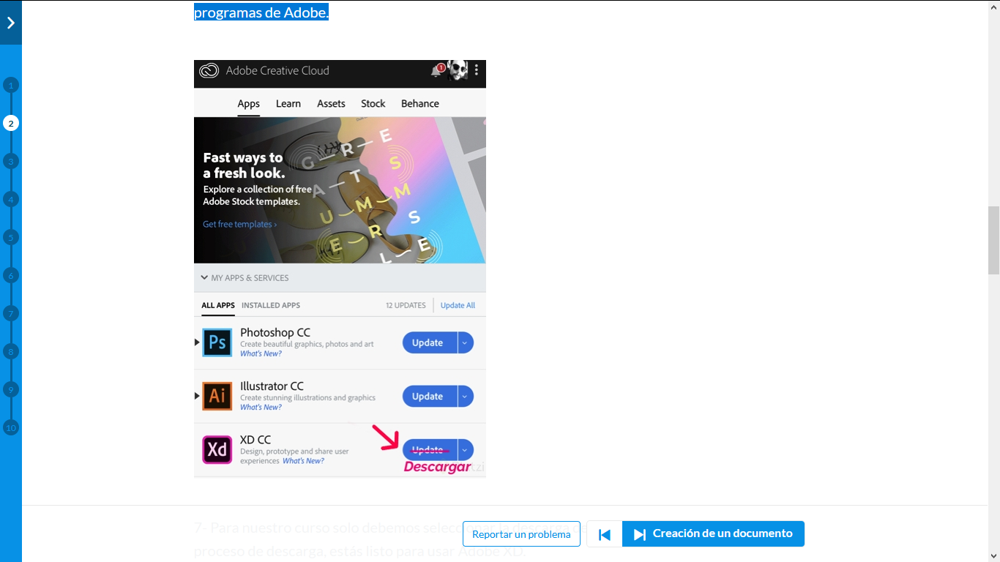 programas de Adobe.
Adobe Creative Cloud
1
Apps Learn Assets Stock Behance
Fast ways to
a fresh look.
Explore a collection of free
Adobe Stock templates.
Get free templates ›
G R E
A T S
U M M
E R S
L E
MY APPS & SERVICES
ALL APPS INSTALLED APPS 12 UPDATES Update All
Ps Photoshop CC
Create beautiful graphics, photos and art
What's New?
Update
Ai Illustrator CC
Create stunning illustrations and graphics
What's New?
Update
Xd XD CC
Design, prototype and share user
experiences What's New?
Update
Descargar
1
2
3
4
5
6
7
8
9
10
7- Para nuestro curso solo debemos
proceso de descarga, estás listo para usar Adobe XD.
Reportar un problema
Creación de un documento